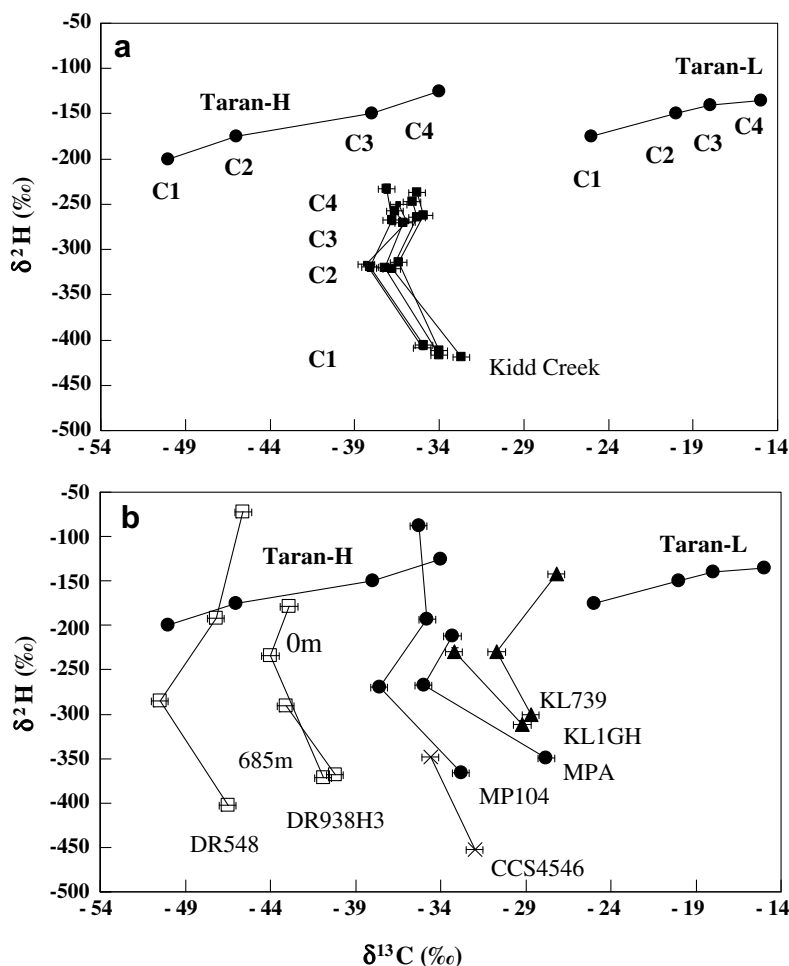 a
-50
-100
-150
-200
-250
-300
-350
-400
-450
-500
δ²H (‰)
Taran-H
Taran-L
C1
C2
C3
C4
C1
C2
C3
C4
C4
C3
C2
C1
Kidd Creek
- 54
- 49
- 44
- 39
- 34
- 29
- 24
- 19
- 14
b
-50
-100
-150
-200
-250
-300
-350
-400
-450
-500
δ²H (‰)
Taran-H
Taran-L
0m
685m
DR548
DR938H3
KL739
KL1GH
MPA
MP104
CCS4546
- 54
- 49
- 44
- 39
- 34
- 29
- 24
- 19
- 14
δ¹³C (‰)